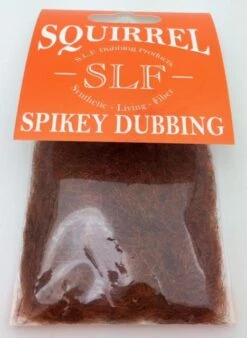 SQUIRREL
S.L.F Dubbing Products
- SLF -
Synthetic - Living - Fiber
SPIKEY DUBBING